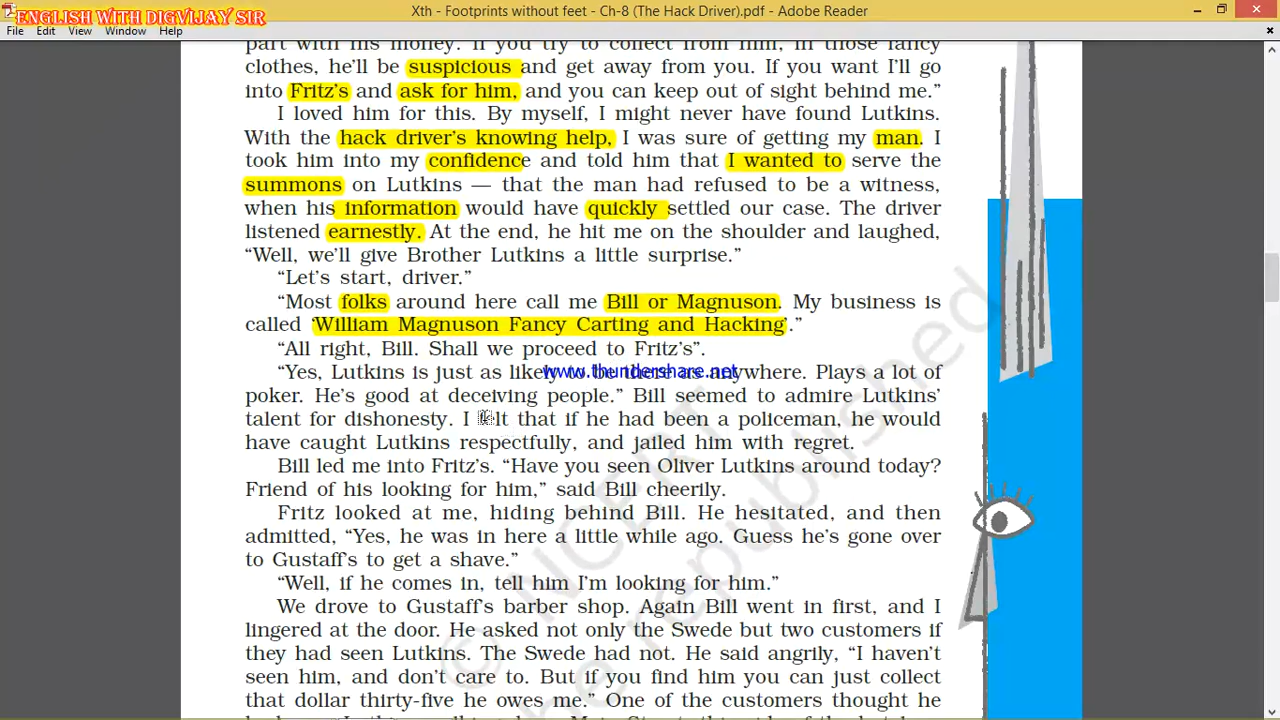 ENGLISH WITH DIGVIJAY SIR
Xth - Footprints without feet - Ch-8 (The Hack Driver).pdf - Adobe Reader
File Edit View Window Help
part with his money. If you try to collect from him, in those fancy
clothes, he'll be suspicious and get away from you. If you want I'll go
into Fritz's and ask for him, and you can keep out of sight behind me.”
I loved him for this. By myself, I might never have found Lutkins.
With the hack driver's knowing help, I was sure of getting my man. I
took him into my confidence and told him that I wanted to serve the
summons on Lutkins — that the man had refused to be a witness,
when his information would have quickly settled our case. The driver
listened earnestly. At the end, he hit me on the shoulder and laughed,
“Well, we'll give Brother Lutkins a little surprise.”
“Let's start, driver.”
“Most folks around here call me Bill or Magnuson. My business is
called ‘William Magnuson Fancy Carting and Hacking’.”
“All right, Bill. Shall we proceed to Fritz's”.
“Yes, Lutkins is just as likely to be there as anywhere. Plays a lot of
www.thundershare.net
poker. He's good at deceiving people.” Bill seemed to admire Lutkins'
talent for dishonesty. I felt that if he had been a policeman, he would
have caught Lutkins respectfully, and jailed him with regret.
Bill led me into Fritz's. “Have you seen Oliver Lutkins around today?
Friend of his looking for him,” said Bill cheerily.
Fritz looked at me, hiding behind Bill. He hesitated, and then
admitted, “Yes, he was in here a little while ago. Guess he's gone over
to Gustaff's to get a shave.”
“Well, if he comes in, tell him I'm looking for him.”
We drove to Gustaff's barber shop. Again Bill went in first, and I
lingered at the door. He asked not only the Swede but two customers if
they had seen Lutkins. The Swede had not. He said angrily, “I haven't
seen him, and don't care to. But if you find him you can just collect
that dollar thirty-five he owes me.” One of the customers thought he
© NCERT
be republished